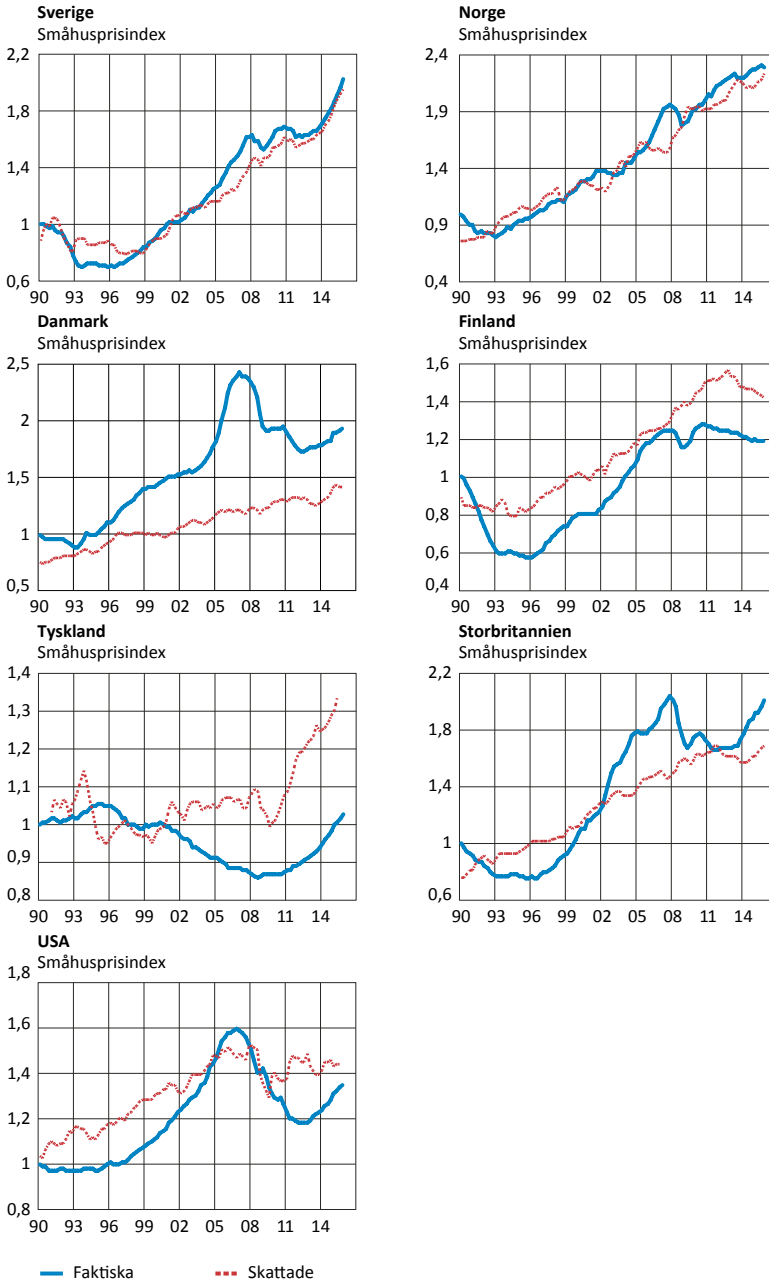 Sverige
Småhusprisindex
2,2
1,8
1,4
1
0,6
90 93 96 99 02 05 08 11 14
Norge
Småhusprisindex
2,4
1,9
1,4
0,9
0,4
90 93 96 99 02 05 08 11 14
Danmark
Småhusprisindex
2,5
2
1,5
1
0,5
90 93 96 99 02 05 08 11 14
Finland
Småhusprisindex
1,6
1,4
1,2
1
0,8
0,6
0,4
90 93 96 99 02 05 08 11 14
Tyskland
Småhusprisindex
1,4
1,3
1,2
1,1
1
0,9
0,8
90 93 96 99 02 05 08 11 14
Storbritannien
Småhusprisindex
2,2
1,8
1,4
1
0,6
90 93 96 99 02 05 08 11 14
USA
Småhusprisindex
1,8
1,6
1,4
1,2
1
0,8
90 93 96 99 02 05 08 11 14
Faktiska Skattade